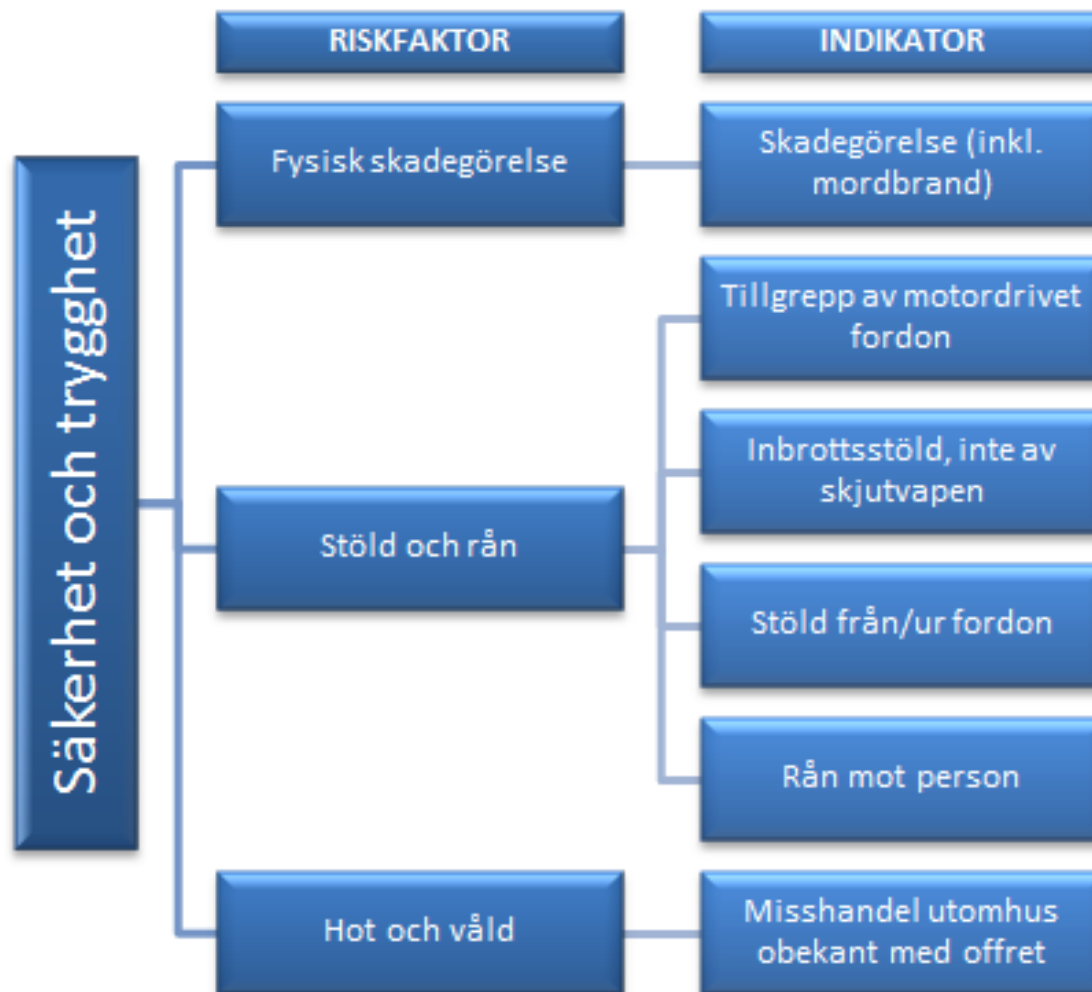 RISKFAKTOR
INDIKATOR
Säkerhet och trygghet
Fysisk skadegörelse
Skadegörelse (inkl.
mordbrand)
Stöld och rån
Tillgrepp av motordrivet
fordon
Inbrottsstöld, inte av
skjutvapen
Stöld från/ur fordon
Rån mot person
Hot och våld
Misshandel utomhus
obekant med offret